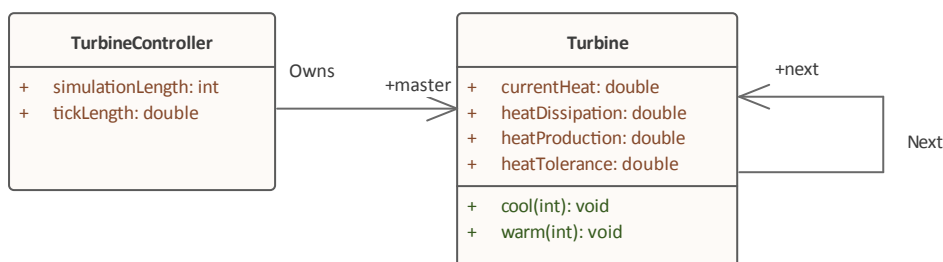 TurbineController
+ simulationLength: int
+ tickLength: double
Owns
+master
Turbine
+ currentHeat: double
+ heatDissipation: double
+ heatProduction: double
+ heatTolerance: double
+ cool(int): void
+ warm(int): void
+next
Next